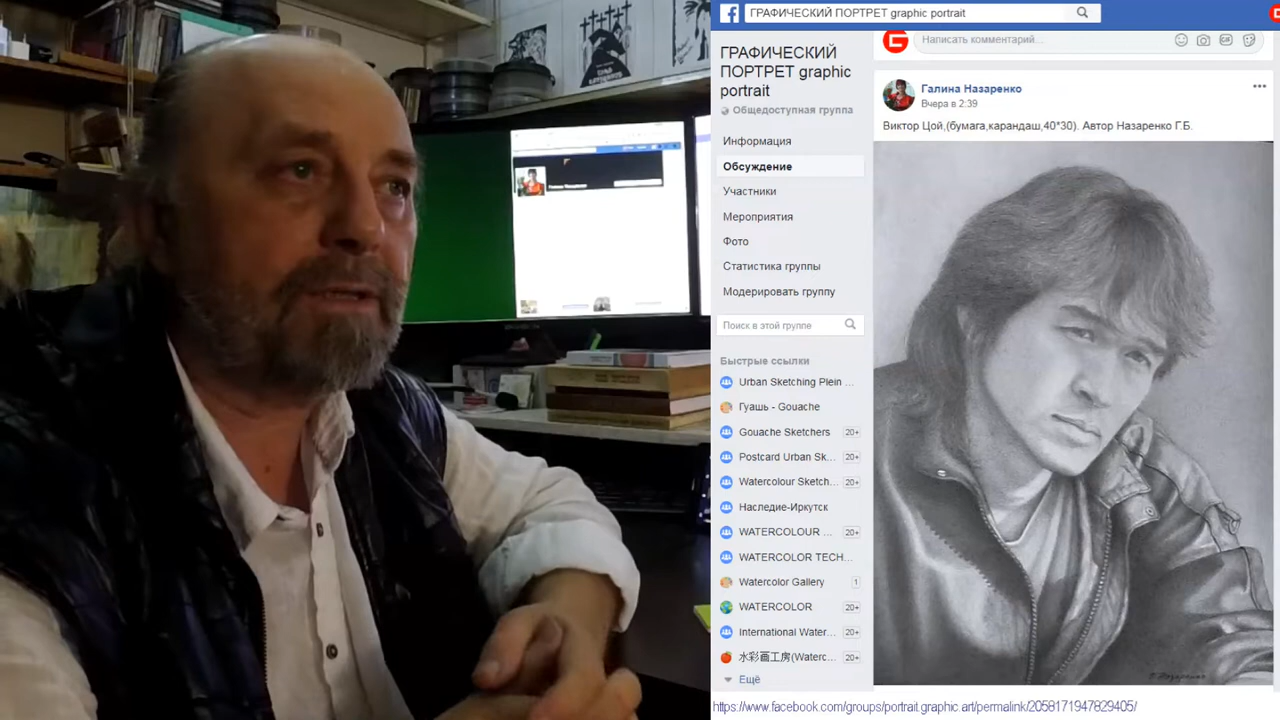 ГРАФИЧЕСКИЙ ПОРТРЕТ graphic portrait
ГРАФИЧЕСКИЙ
ПОРТРЕТ graphic
portrait
Общедоступная группа
Информация
Обсуждение
Участники
Мероприятия
Фото
Статистика группы
Модерировать группу
Поиск в этой группе
Быстрые ссылки
Urban Sketching Plein ...
Гуашь - Gouache
Gouache Sketchers 20+
Postcard Urban Sk... 20+
Watercolour Sketch... 20+
Наследие-Иркутск
WATERCOLOUR ... 20+
WATERCOLOR TECH...
Watercolor Gallery 1
WATERCOLOR 20+
International Water... 20+
水彩画工房(Waterc... 20+
Ещё
Написать комментарий...
GIF
Галина Назаренко
Вчера в 2:39
Виктор Цой,(бумага,карандаш,40*30). Автор Назаренко Г.Б.
https://www.facebook.com/groups/portrait.graphic.art/permalink/2058171947829405/